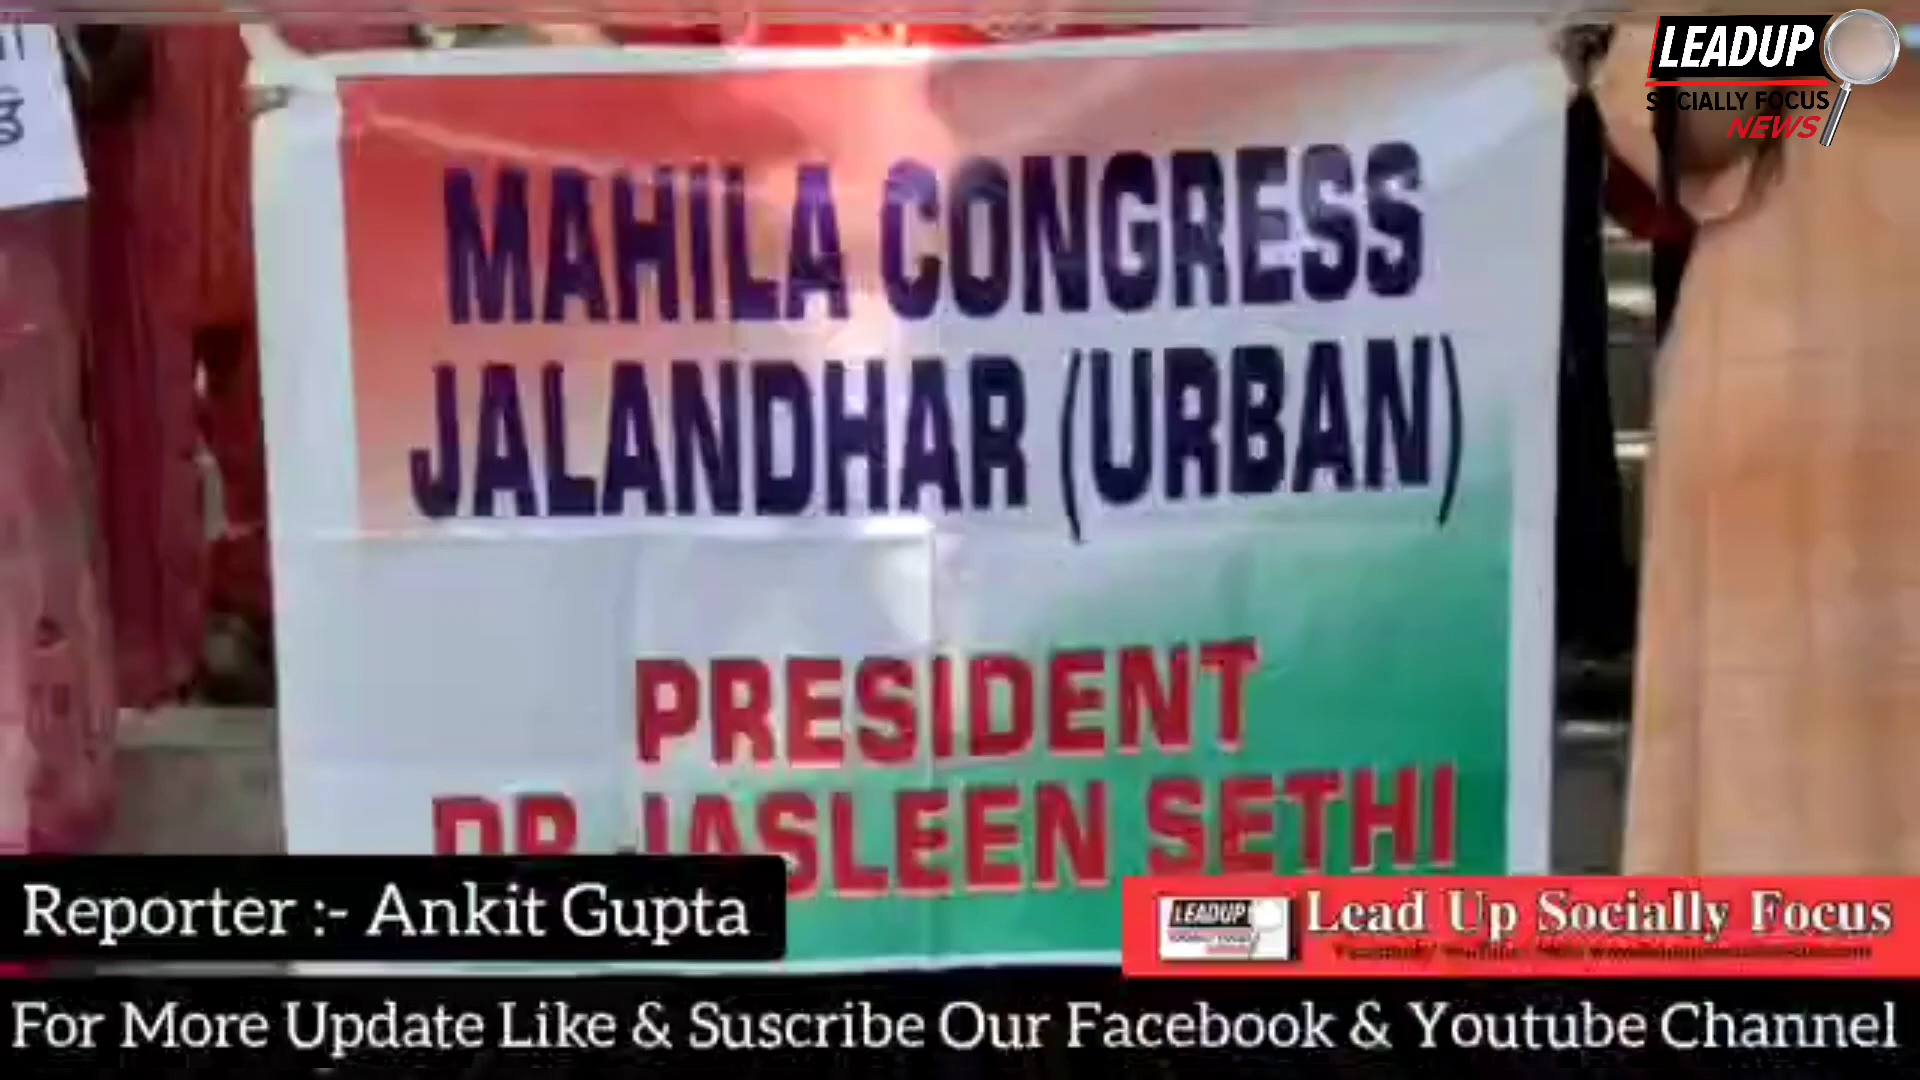 LEADUP
SOCIALLY FOCUS
NEWS
MAHILA CONGRESS
JALANDHAR (URBAN)
PRESIDENT
DR JASLEEN SETHI
Reporter :- Ankit Gupta
LEADUP
Lead Up Socially Focus
For More Update Like & Suscribe Our Facebook & Youtube Channel